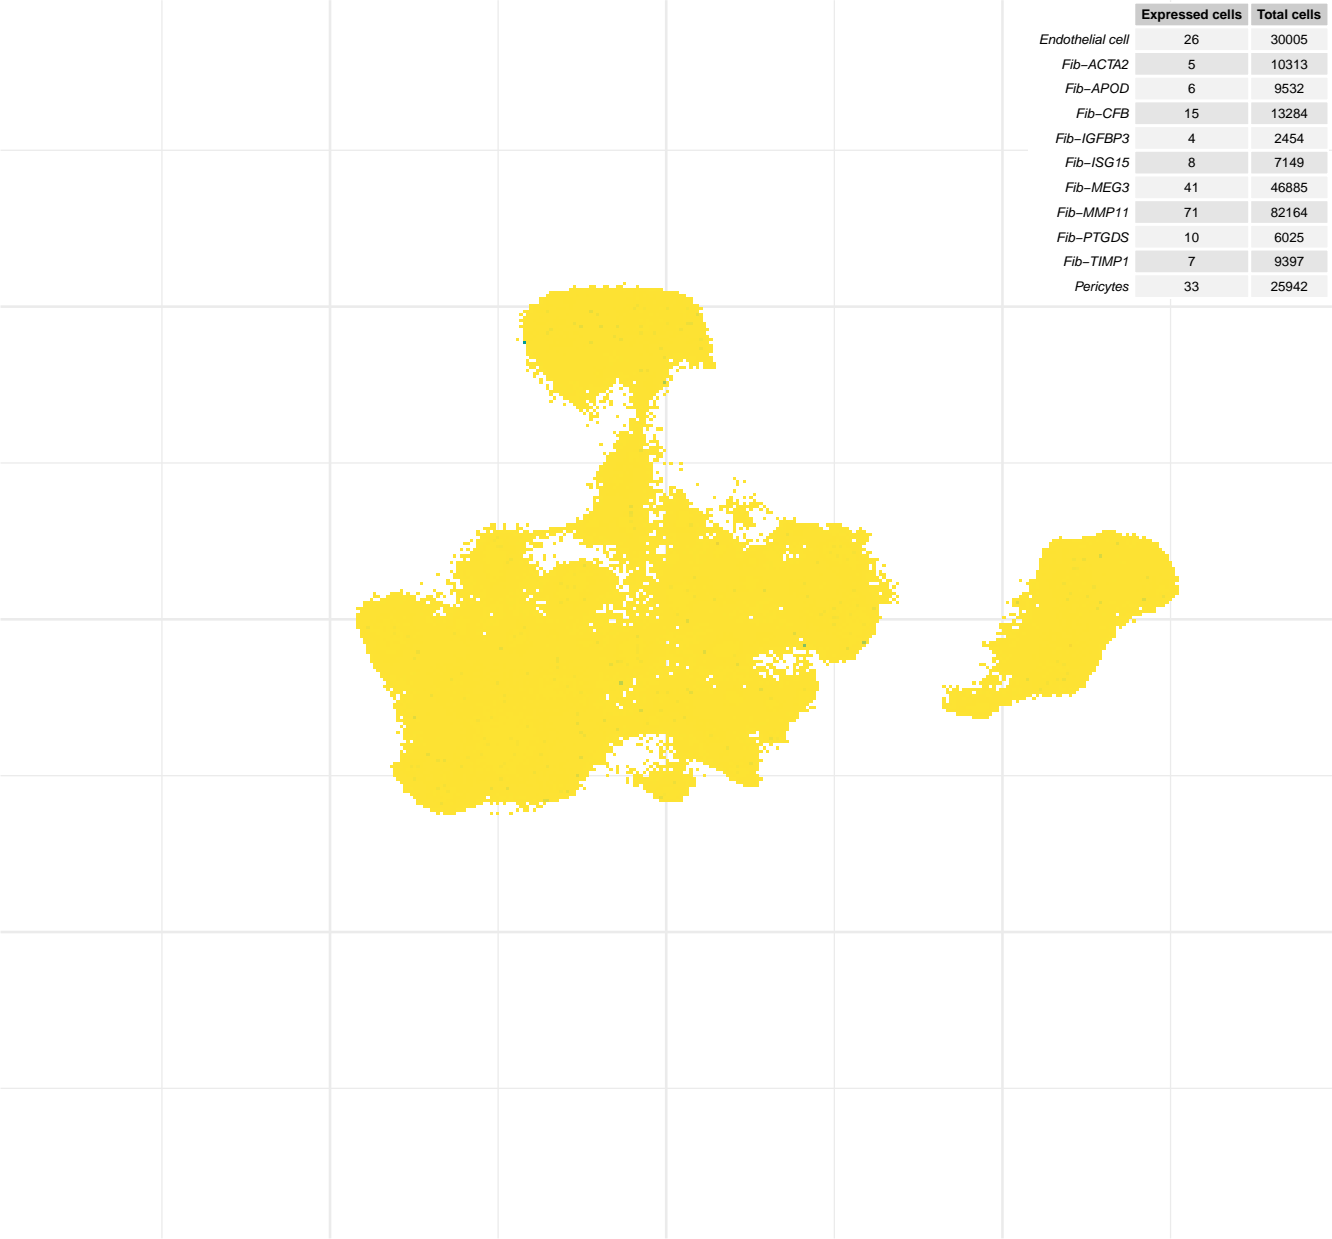 Expressed cells Total cells
Endothelial cell 26 30005
Fib−ACTA2 5 10313
Fib−APOD 6 9532
Fib−CFB 15 13284
Fib−IGFBP3 4 2454
Fib−ISG15 8 7149
Fib−MEG3 41 46885
Fib−MMP11 71 82164
Fib−PTGDS 10 6025
Fib−TIMP1 7 9397
Pericytes 33 25942